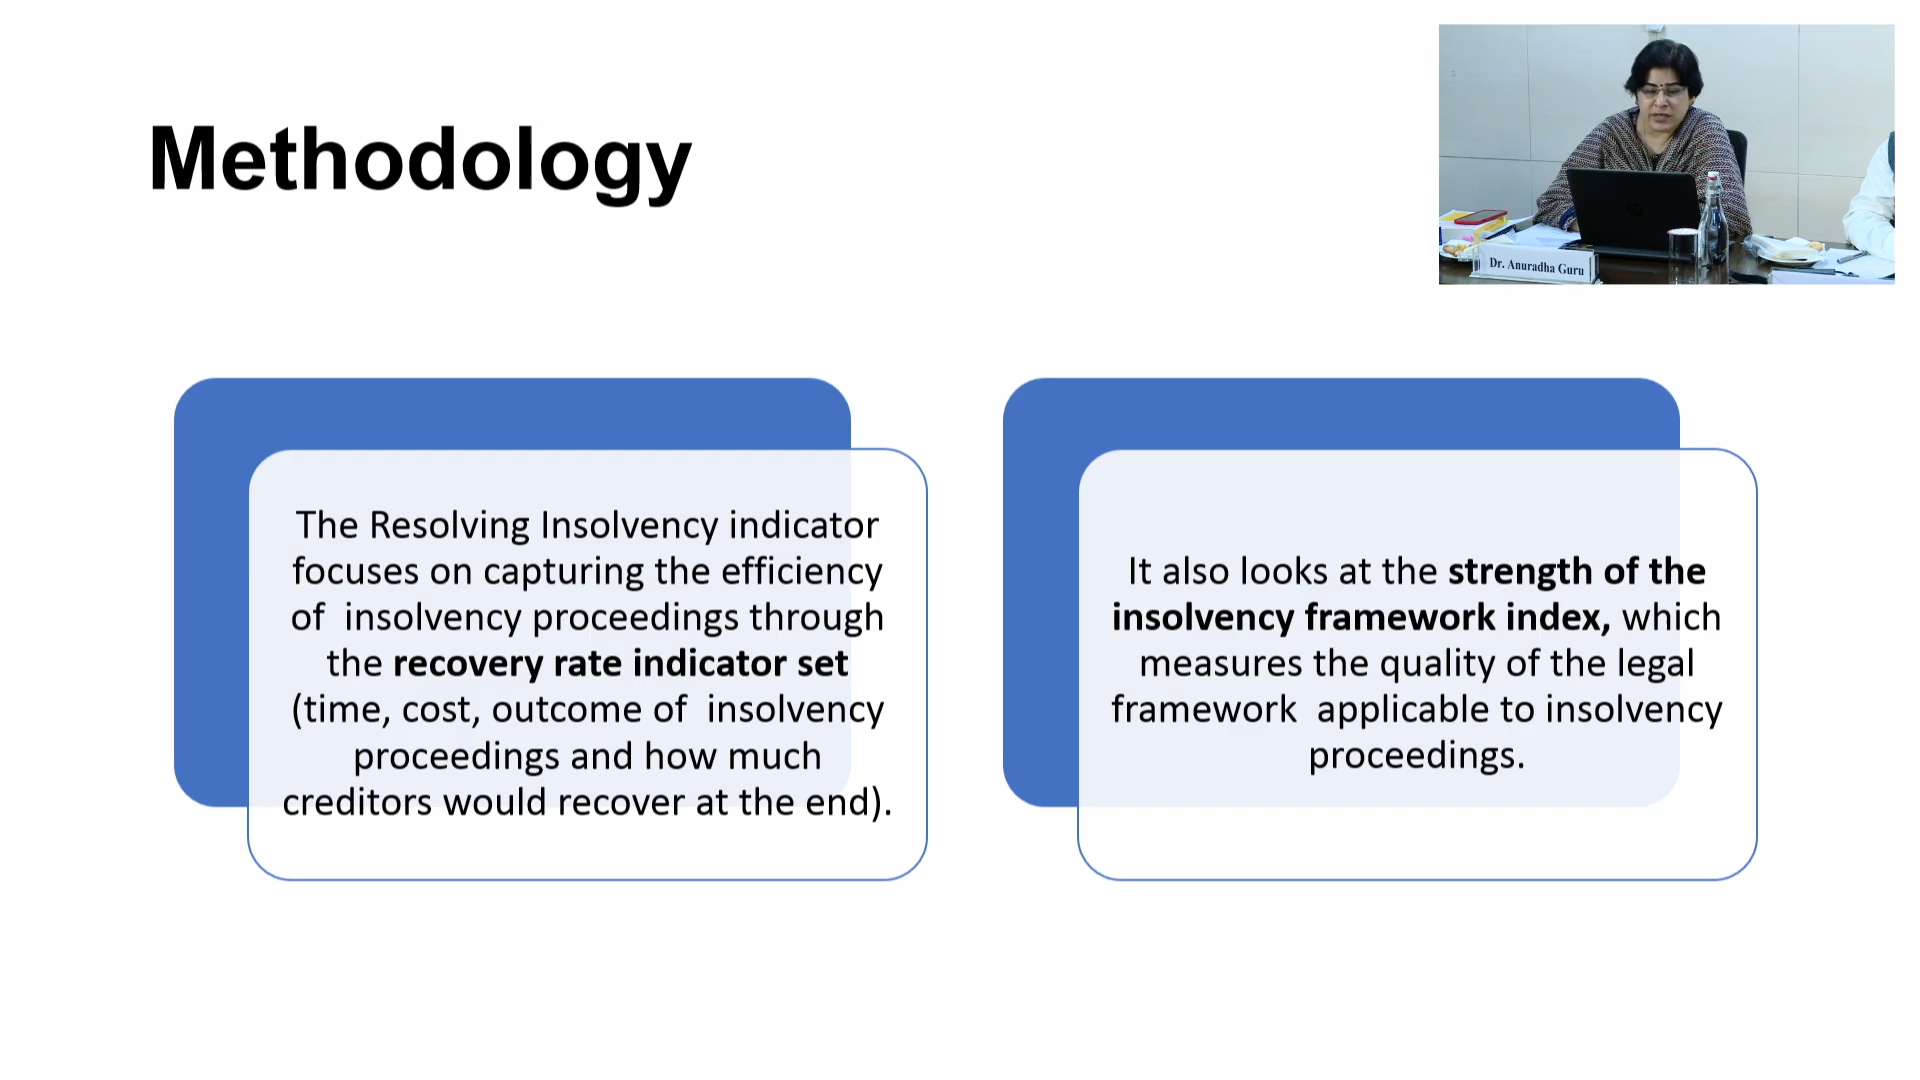 Methodology
Dr. Anuradha Guru
The Resolving Insolvency indicator
focuses on capturing the efficiency
of insolvency proceedings through
the recovery rate indicator set
(time, cost, outcome of insolvency
proceedings and how much
creditors would recover at the end).
It also looks at the strength of the
insolvency framework index, which
measures the quality of the legal
framework applicable to insolvency
proceedings.